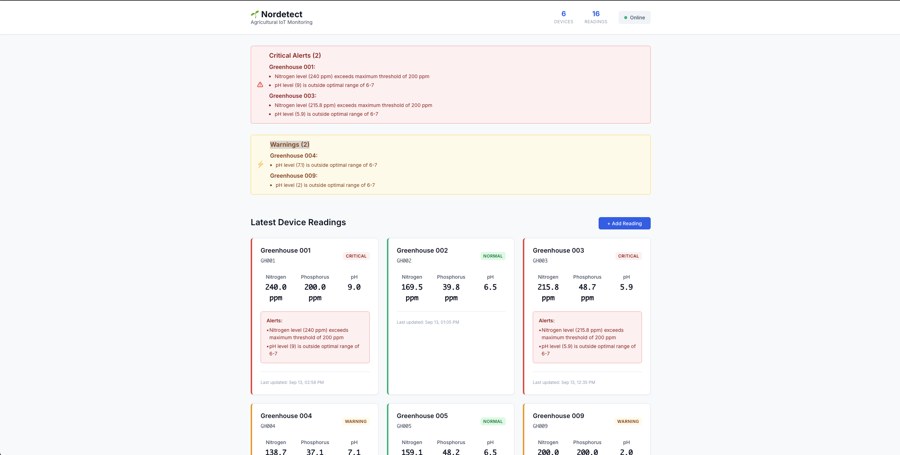 Nordetect
Agricultural IoT Monitoring
6
DEVICES
16
READINGS
Online
Critical Alerts (2)
Greenhouse 001:
• Nitrogen level (240 ppm) exceeds maximum threshold of 200 ppm
• pH level (9) is outside optimal range of 6-7
Greenhouse 003:
• Nitrogen level (215.8 ppm) exceeds maximum threshold of 200 ppm
• pH level (5.9) is outside optimal range of 6-7
Warnings (2)
Greenhouse 004:
• pH level (7.1) is outside optimal range of 6-7
Greenhouse 009:
• pH level (2) is outside optimal range of 6-7
Latest Device Readings
+ Add Reading
Greenhouse 001
GH001
CRITICAL
Nitrogen Phosphorus pH
240.0 200.0 9.0
ppm ppm
Alerts:
•Nitrogen level (240 ppm) exceeds
maximum threshold of 200 ppm
•pH level (9) is outside optimal range of
6-7
Last updated: Sep 13, 02:58 PM
Greenhouse 002
GH002
NORMAL
Nitrogen Phosphorus pH
169.5 39.8 6.5
ppm ppm
Last updated: Sep 13, 01:05 PM
Greenhouse 003
GH003
CRITICAL
Nitrogen Phosphorus pH
215.8 48.7 5.9
ppm ppm
Alerts:
•Nitrogen level (215.8 ppm) exceeds
maximum threshold of 200 ppm
•pH level (5.9) is outside optimal range of
6-7
Last updated: Sep 13, 12:35 PM
Greenhouse 004
GH004
WARNING
Nitrogen Phosphorus pH
138.7 37.1 7.1
Greenhouse 005
GH005
NORMAL
Nitrogen Phosphorus pH
159.1 48.2 6.5
Greenhouse 009
GH009
WARNING
Nitrogen Phosphorus pH
200.0 200.0 2.0